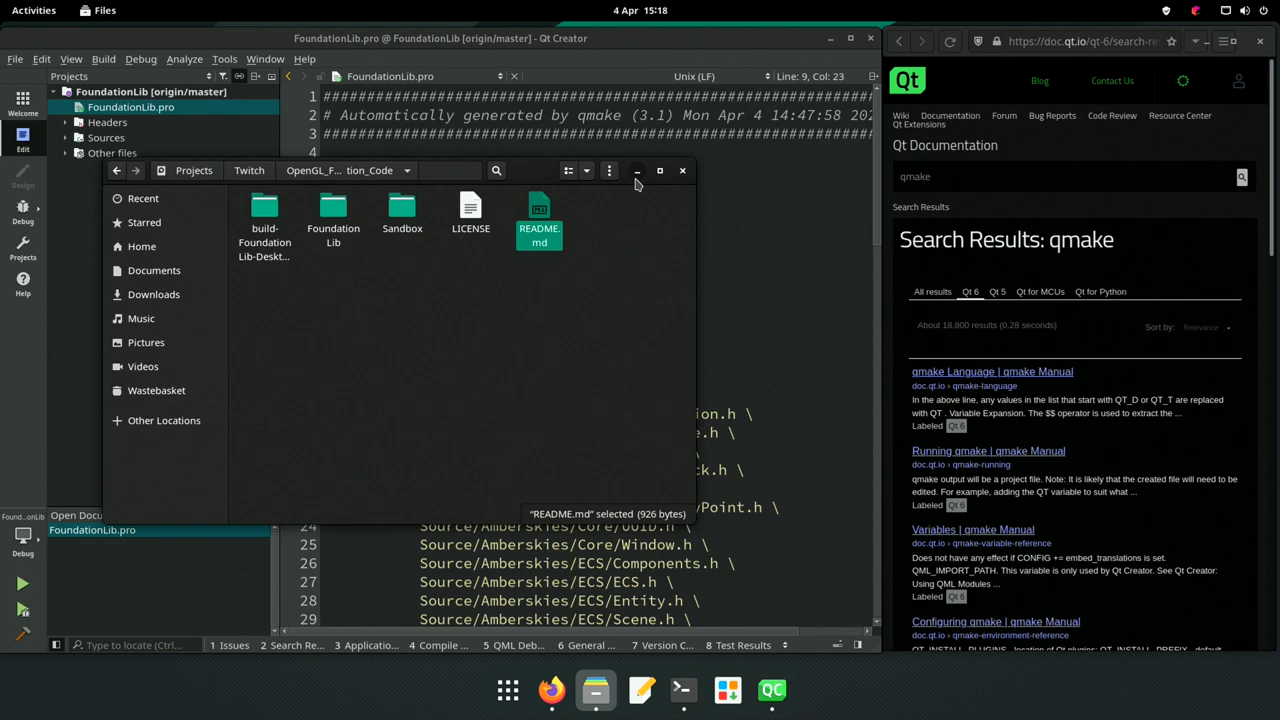 Activities
Files
4 Apr 15:18
FoundationLib.pro @ FoundationLib [origin/master] - Qt Creator
File Edit View Build Debug Analyze Tools Window Help
Projects
FoundationLib.pro
Unix (LF)
Line: 9, Col: 23
Welcome
Edit
Design
Debug
Projects
Help
FoundationLib [origin/master]
FoundationLib.pro
Headers
Sources
Other files
1 ################################################
2 # Automatically generated by qmake (3.1) Mon Apr 4 14:47:58 202
3 ################################################
4
Projects
Twitch
OpenGL_F... tion_Code
Recent
Starred
Home
Documents
Downloads
Music
Pictures
Videos
Wastebasket
Other Locations
build-
Foundation
Lib-Deskt...
Foundation
Lib
Sandbox
LICENSE
README.
md
"README.md" selected (926 bytes)
ion.h \
e.h \
ck.h \
Point.h \
24 Source/Amberskies/Core/UUID.h \
25 Source/Amberskies/Core/Window.h \
26 Source/Amberskies/ECS/Components.h \
27 Source/Amberskies/ECS/ECS.h \
28 Source/Amberskies/ECS/Entity.h \
29 Source/Amberskies/ECS/Scene.h \
Open Docum
FoundationLib.pro
Found...onLib
Debug
Type to locate (Ctrl...
1 Issues
2 Search Re...
3 Applicatio...
4 Compile ...
5 QML Deb...
6 General ...
7 Version C...
8 Test Results
https://doc.qt.io/qt-6/search-re
Qt
Blog
Contact Us
Wiki Documentation Forum Bug Reports Code Review Resource Center
Qt Extensions
Qt Documentation
qmake
Search Results
Search Results: qmake
All results Qt 6 Qt 5 Qt for MCUs Qt for Python
About 18,800 results (0.28 seconds)
Sort by: Relevance
qmake Language | qmake Manual
doc.qt.io › qmake-language
In the above line, any values in the list that start with QT_D or QT_T are replaced
with QT . Variable Expansion. The $$ operator is used to extract the ...
Labeled Qt 6
Running qmake | qmake Manual
doc.qt.io › qmake-running
qmake output will be a project file. Note: It is likely that the created file will need to be
edited. For example, adding the QT variable to suit what ...
Labeled Qt 6
Variables | qmake Manual
doc.qt.io › qmake-variable-reference
Does not have any effect if CONFIG += embed_translations is set.
QML_IMPORT_PATH. This variable is only used by Qt Creator. See Qt Creator:
Using QML Modules ...
Labeled Qt 6
Configuring qmake | qmake Manual
doc.qt.io › qmake-environment-reference
QT_INSTALL_PLUGINS - location of Qt plugins; QT_INSTALL_PREFIX - default
QC